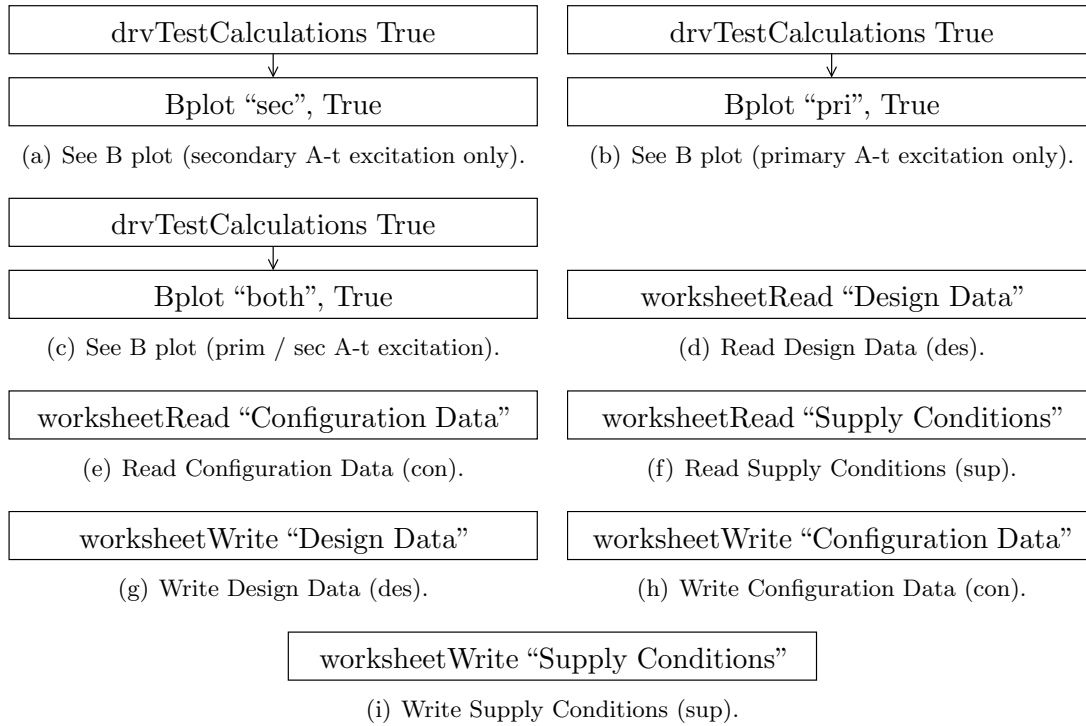 drvTestCalculations True
Bplot “sec”, True
(a) See B plot (secondary A-t excitation only).
drvTestCalculations True
Bplot “pri”, True
(b) See B plot (primary A-t excitation only).
drvTestCalculations True
Bplot “both”, True
(c) See B plot (prim / sec A-t excitation).
worksheetRead “Design Data”
(d) Read Design Data (des).
worksheetRead “Configuration Data”
(e) Read Configuration Data (con).
worksheetRead “Supply Conditions”
(f) Read Supply Conditions (sup).
worksheetWrite “Design Data”
(g) Write Design Data (des).
worksheetWrite “Configuration Data”
(h) Write Configuration Data (con).
worksheetWrite “Supply Conditions”
(i) Write Supply Conditions (sup).